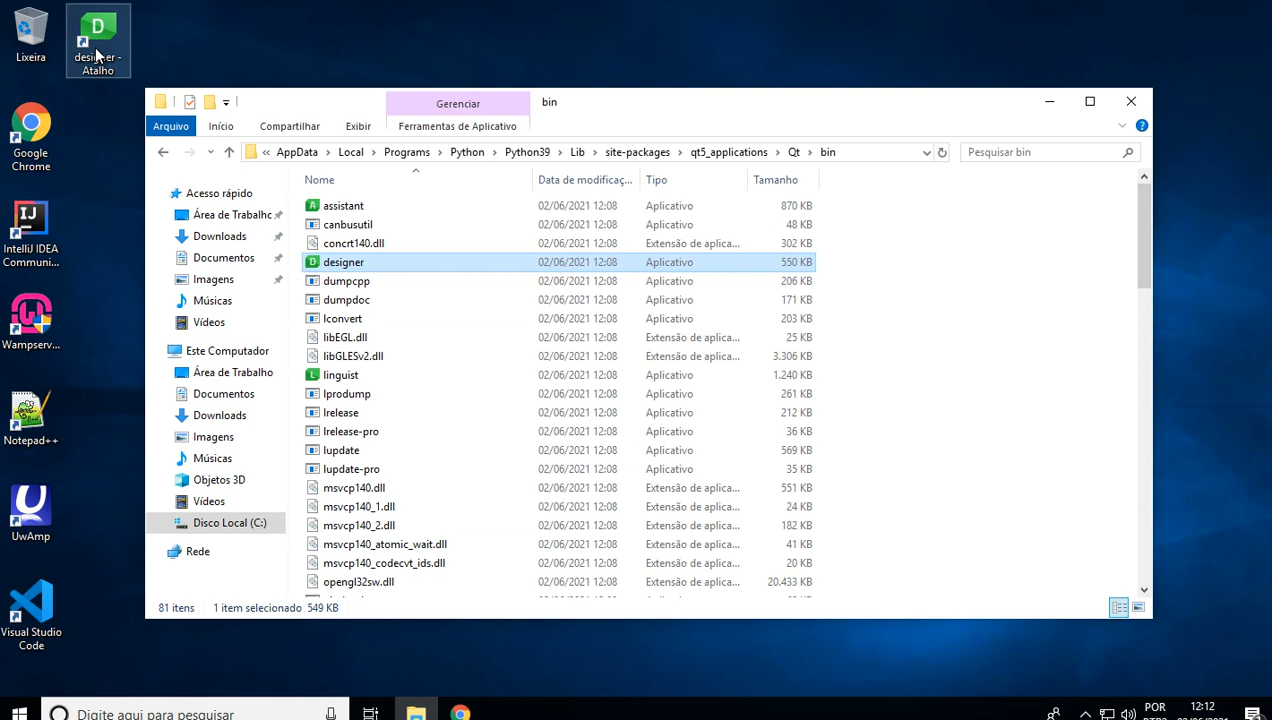 Lixeira
designer -
Atalho
Google
Chrome
IntelliJ IDEA
Communi...
Wampserv...
Notepad++
UwAmp
Visual Studio
Code
Gerenciar
bin
Arquivo
Início
Compartilhar
Exibir
Ferramentas de Aplicativo
« AppData > Local > Programs > Python > Python39 > Lib > site-packages > qt5_applications > Qt > bin
Pesquisar bin
Acesso rápido
Área de Trabalho
Downloads
Documentos
Imagens
Músicas
Vídeos
Este Computador
Área de Trabalho
Documentos
Downloads
Imagens
Músicas
Objetos 3D
Vídeos
Disco Local (C:)
Rede
Nome Data de modificaç... Tipo Tamanho
assistant 02/06/2021 12:08 Aplicativo 870 KB
canbusutil 02/06/2021 12:08 Aplicativo 48 KB
concrt140.dll 02/06/2021 12:08 Extensão de aplica... 302 KB
designer 02/06/2021 12:08 Aplicativo 550 KB
dumpcpp 02/06/2021 12:08 Aplicativo 206 KB
dumpdoc 02/06/2021 12:08 Aplicativo 171 KB
lconvert 02/06/2021 12:08 Aplicativo 203 KB
libEGL.dll 02/06/2021 12:08 Extensão de aplica... 25 KB
libGLESv2.dll 02/06/2021 12:08 Extensão de aplica... 3.306 KB
linguist 02/06/2021 12:08 Aplicativo 1.240 KB
lprodump 02/06/2021 12:08 Aplicativo 261 KB
lrelease 02/06/2021 12:08 Aplicativo 212 KB
lrelease-pro 02/06/2021 12:08 Aplicativo 36 KB
lupdate 02/06/2021 12:08 Aplicativo 569 KB
lupdate-pro 02/06/2021 12:08 Aplicativo 35 KB
msvcp140.dll 02/06/2021 12:08 Extensão de aplica... 551 KB
msvcp140_1.dll 02/06/2021 12:08 Extensão de aplica... 24 KB
msvcp140_2.dll 02/06/2021 12:08 Extensão de aplica... 182 KB
msvcp140_atomic_wait.dll 02/06/2021 12:08 Extensão de aplica... 41 KB
msvcp140_codecvt_ids.dll 02/06/2021 12:08 Extensão de aplica... 20 KB
opengl32sw.dll 02/06/2021 12:08 Extensão de aplica... 20.433 KB
81 itens 1 item selecionado 549 KB
Digite aqui para pesquisar
POR
12:12